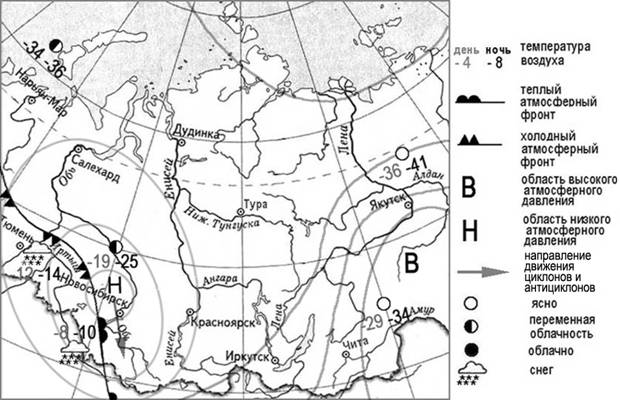 -34 -36
Нарьян-Мар
Дудинка
Салехард
Обь
Енисей
Лена
-36 -41
Алдан
Якутск
Тура
Ниж. Тунгуска
Тюмень
Иртыш
-19 -25
-12 -14
Н
Новосибирск
Обь
Ангара
В
-8 -10
Красноярск
Енисей
Лена
-29 -34
Амур
Иркутск
Чита
день ночь
-4 -8
температура
воздуха
теплый
атмосферный
фронт
холодный
атмосферный
фронт
В
область высокого
атмосферного
давления
Н
область низкого
атмосферного
давления
направление
движения
циклонов и
антициклонов
ясно
переменная
облачность
облачно
снег